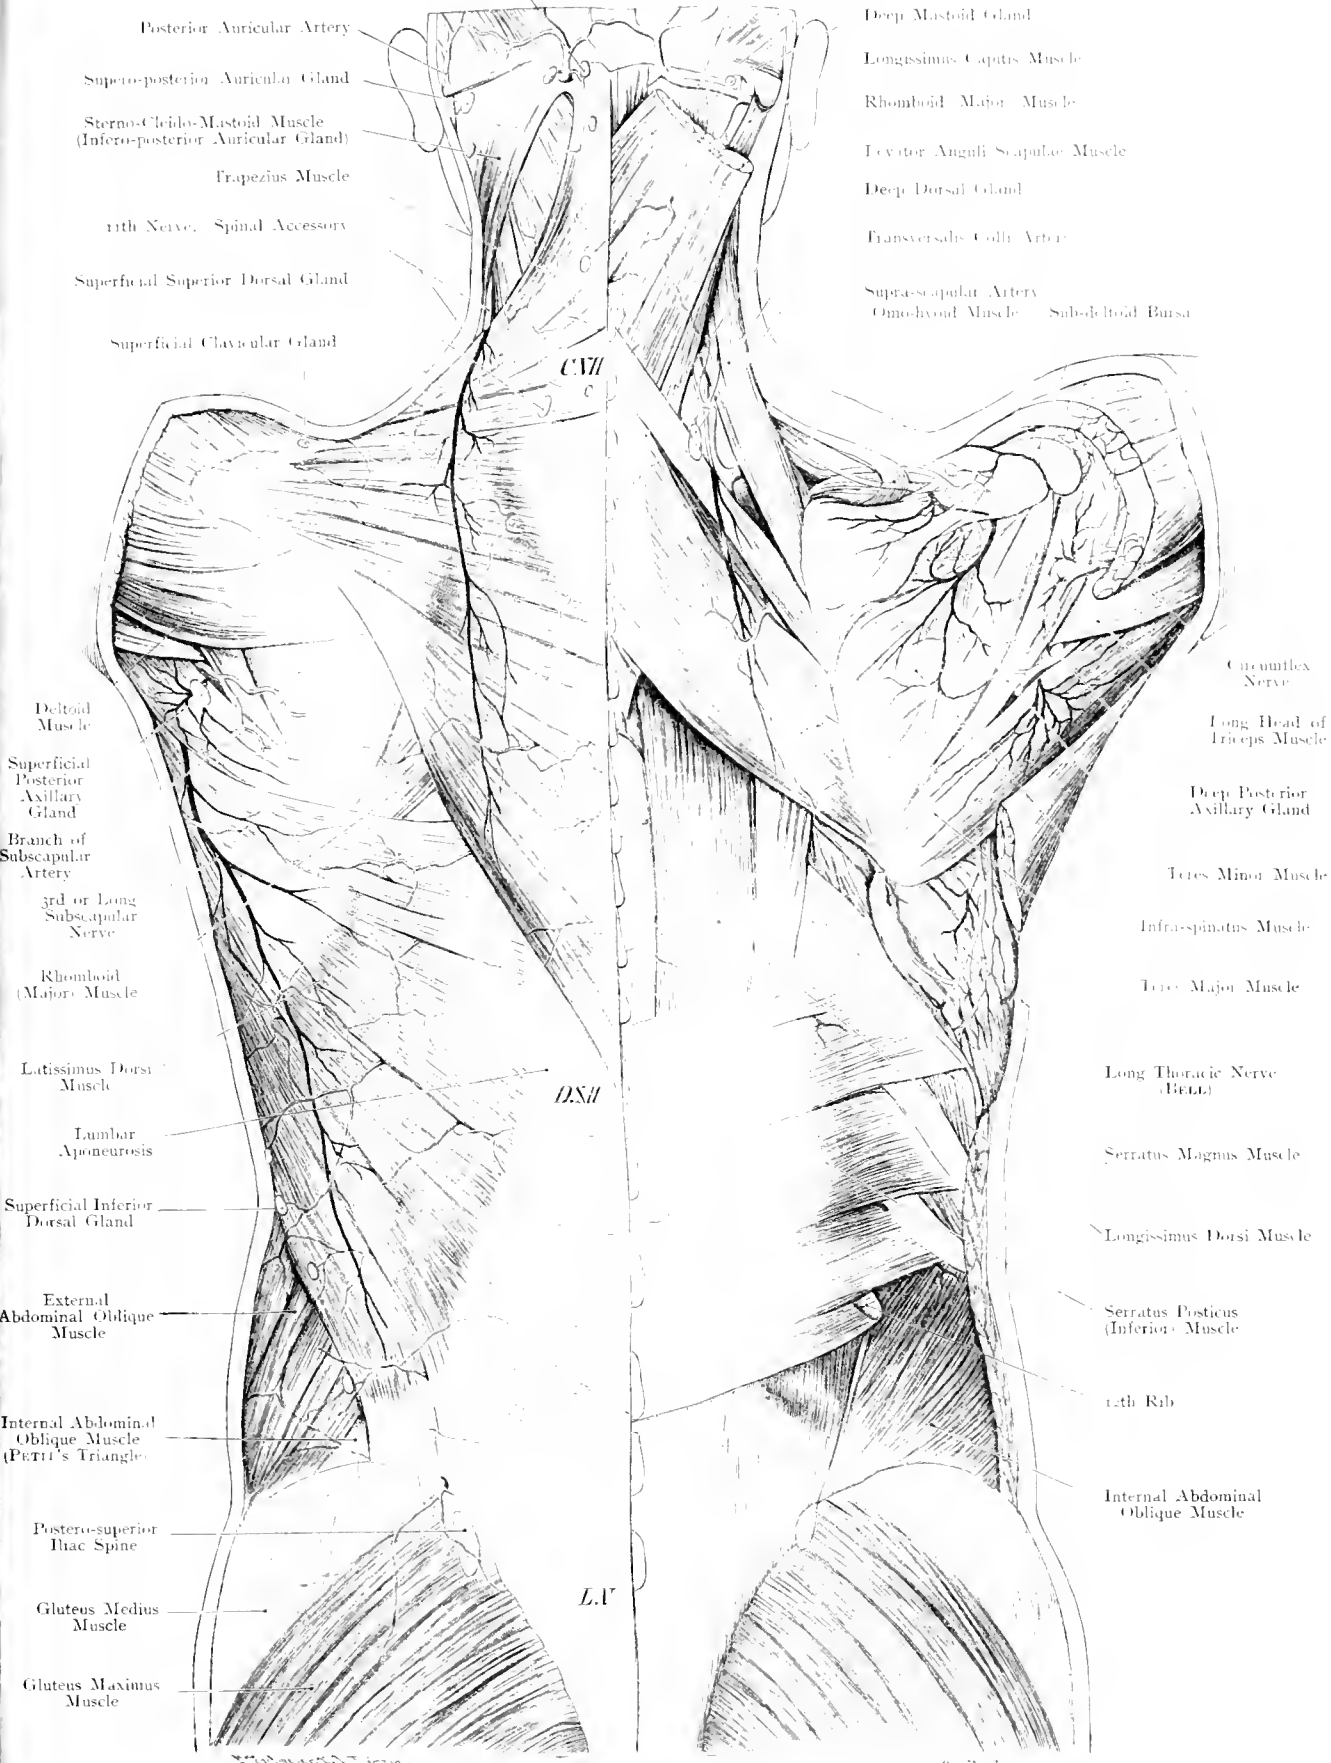 Posterior Auricular Artery
Supero-posterior Auricular Gland
Sterno-Cleido-Mastoid Muscle
(Infero-posterior Auricular Gland)
Trapezius Muscle
11th Nerve. Spinal Accessory
Superficial Superior Dorsal Gland
Superficial Clavicular Gland
Deep Mastoid Gland
Longissimus Capitis Muscle
Rhomboid Major Muscle
Levator Anguli Scapulae Muscle
Deep Dorsal Gland
Transversalis Colli Artery
Supra-scapular Artery
Omo-hyoid Muscle Sub-deltoid Bursa
C.VII
D.XII
L.V
Deltoid
Muscle
Superficial
Posterior
Axillary
Gland
Branch of
Subscapular
Artery
3rd or Long
Subscapular
Nerve
Rhomboid
(Major) Muscle
Latissimus Dorsi
Muscle
Lumbar
Aponeurosis
Superficial Inferior
Dorsal Gland
External
Abdominal Oblique
Muscle
Internal Abdominal
Oblique Muscle
(PETIT's Triangle)
Postero-superior
Iliac Spine
Gluteus Medius
Muscle
Gluteus Maximus
Muscle
Circumflex
Nerve
Long Head of
Triceps Muscle
Deep Posterior
Axillary Gland
Teres Minor Muscle
Infra-spinatus Muscle
Teres Major Muscle
Long Thoracic Nerve
(BELL)
Serratus Magnus Muscle
Longissimus Dorsi Muscle
Serratus Posticus
(Inferior) Muscle
12th Rib
Internal Abdominal
Oblique Muscle